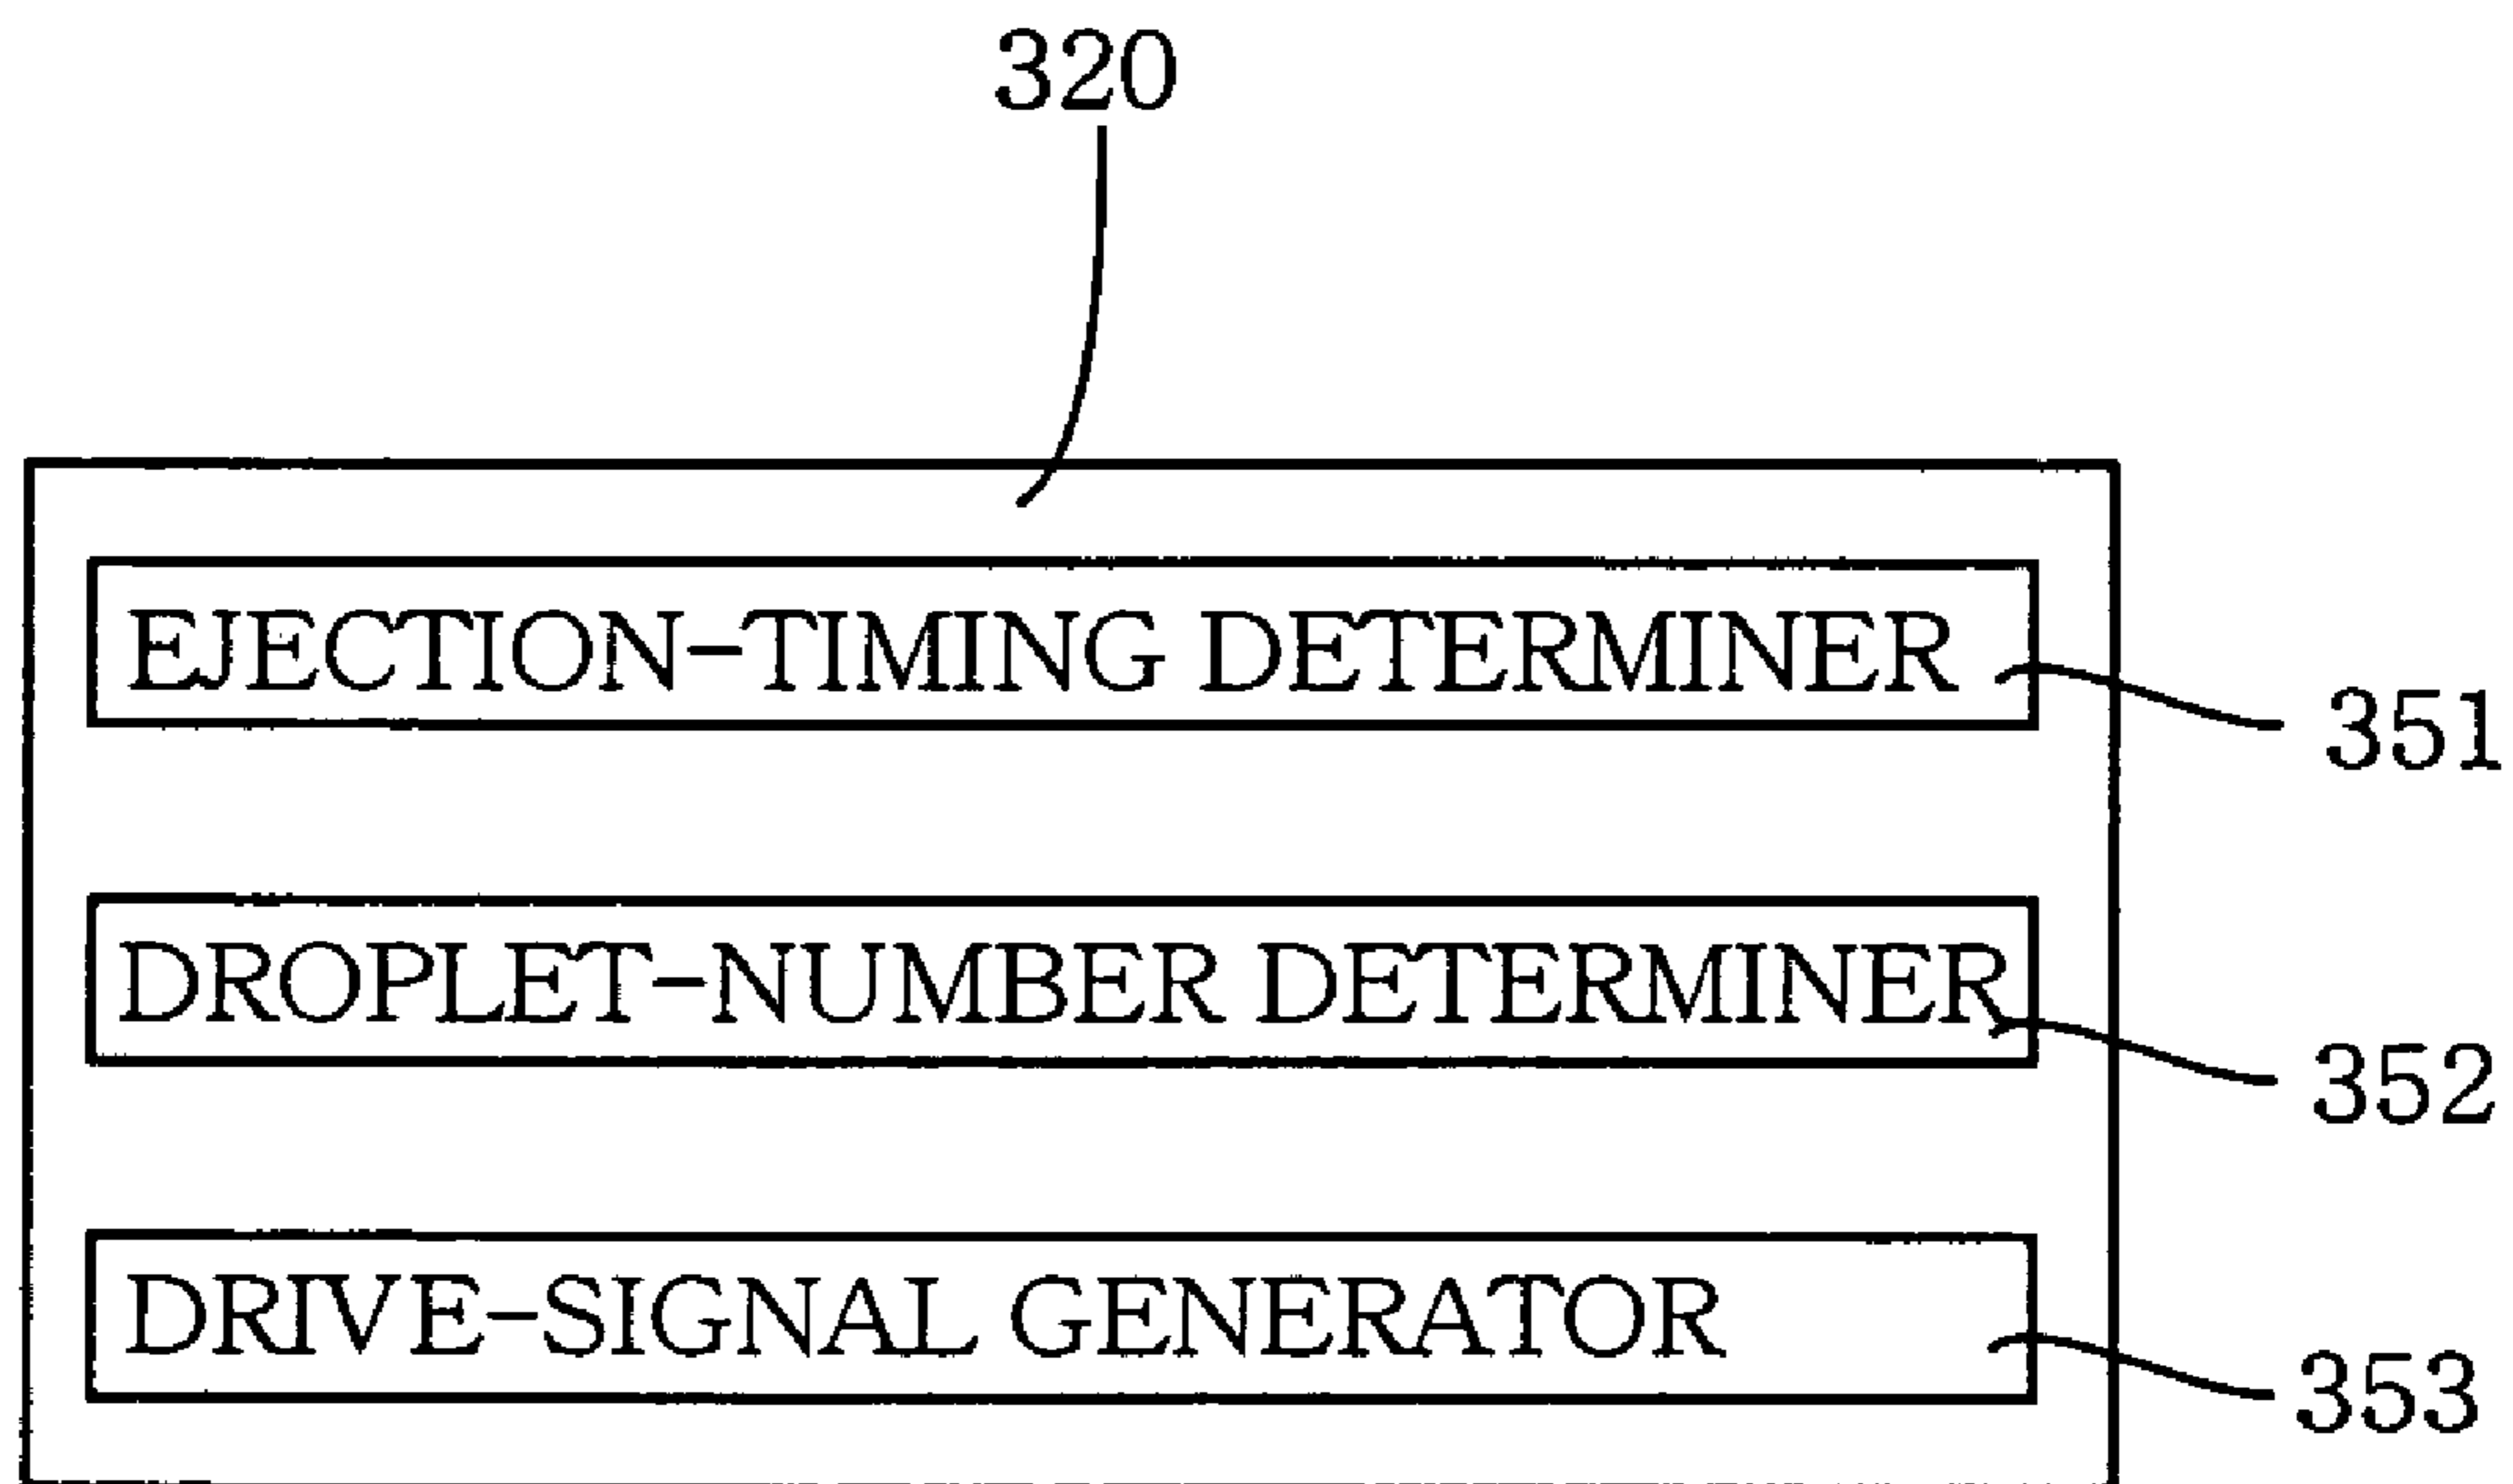 320
EJECTION-TIMING DETERMINER
351
DROPLET-NUMBER DETERMINER
352
DRIVE-SIGNAL GENERATOR
353